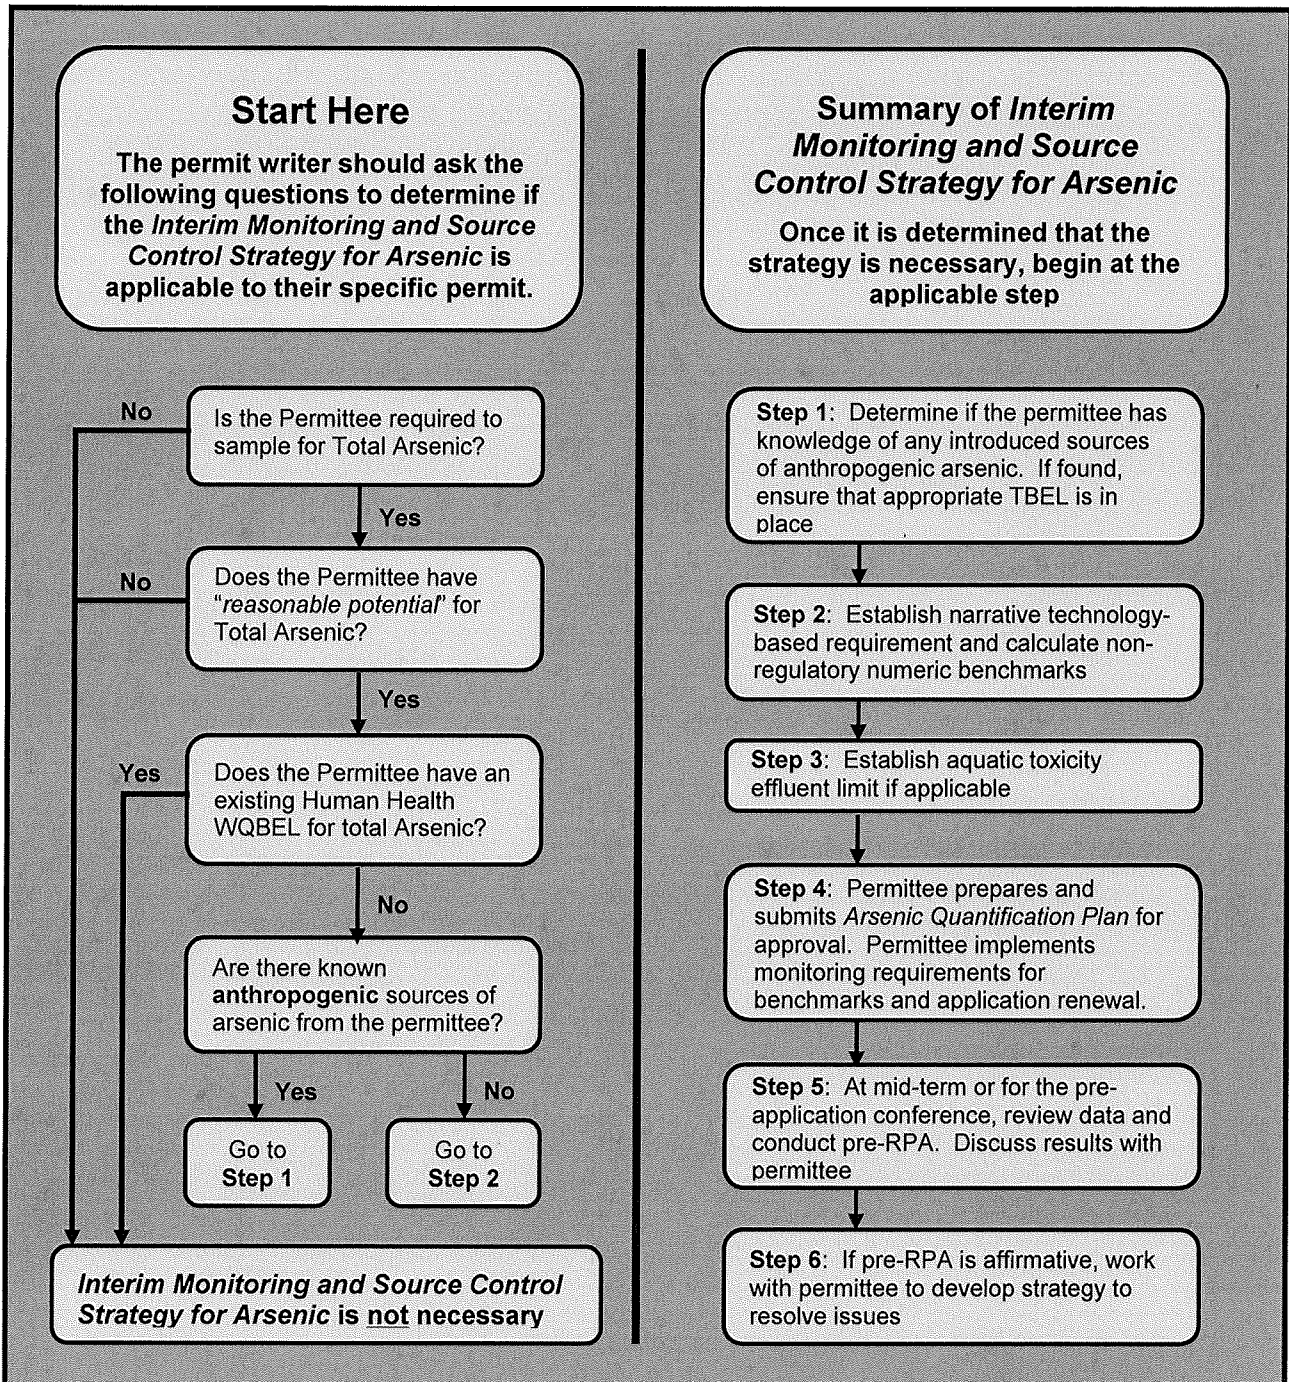 Start Here
The permit writer should ask the
following questions to determine if
the Interim Monitoring and Source
Control Strategy for Arsenic is
applicable to their specific permit.
No
Is the Permittee required to
sample for Total Arsenic?
Yes
No
Does the Permittee have
“reasonable potential” for
Total Arsenic?
Yes
Yes
Does the Permittee have an
existing Human Health
WQBEL for total Arsenic?
No
Are there known
anthropogenic sources of
arsenic from the permittee?
Yes
No
Go to
Step 1
Go to
Step 2
Interim Monitoring and Source Control
Strategy for Arsenic is not necessary
Summary of Interim
Monitoring and Source
Control Strategy for Arsenic
Once it is determined that the
strategy is necessary, begin at the
applicable step
Step 1: Determine if the permittee has
knowledge of any introduced sources
of anthropogenic arsenic. If found,
ensure that appropriate TBEL is in
place
Step 2: Establish narrative technology-
based requirement and calculate non-
regulatory numeric benchmarks
Step 3: Establish aquatic toxicity
effluent limit if applicable
Step 4: Permittee prepares and
submits Arsenic Quantification Plan for
approval. Permittee implements
monitoring requirements for
benchmarks and application renewal.
Step 5: At mid-term or for the pre-
application conference, review data and
conduct pre-RPA. Discuss results with
permittee
Step 6: If pre-RPA is affirmative, work
with permittee to develop strategy to
resolve issues